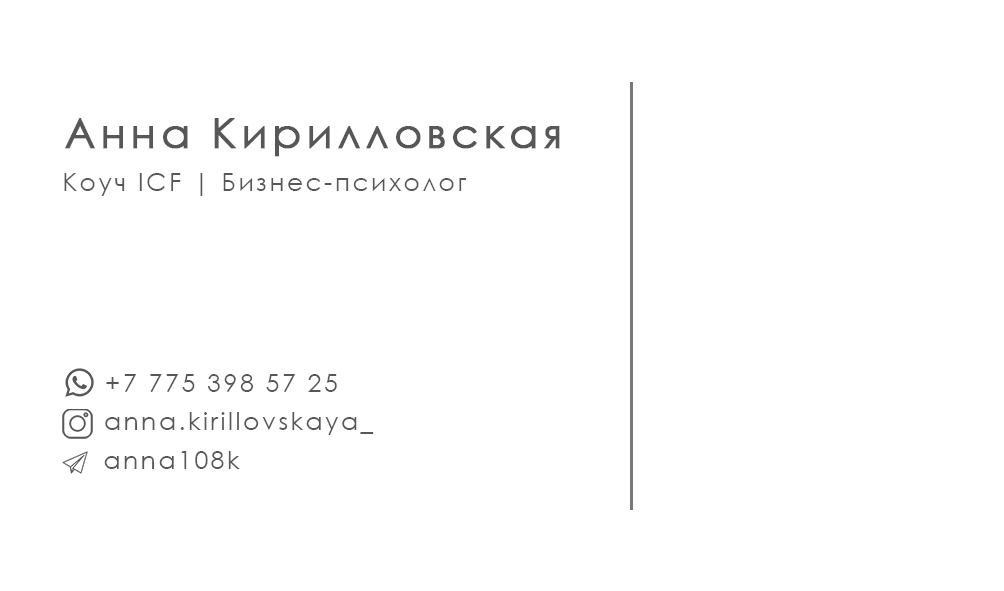 Анна Кирилловская
Коуч ICF | Бизнес-психолог
+7 775 398 57 25
anna.kirillovskaya_
anna108k